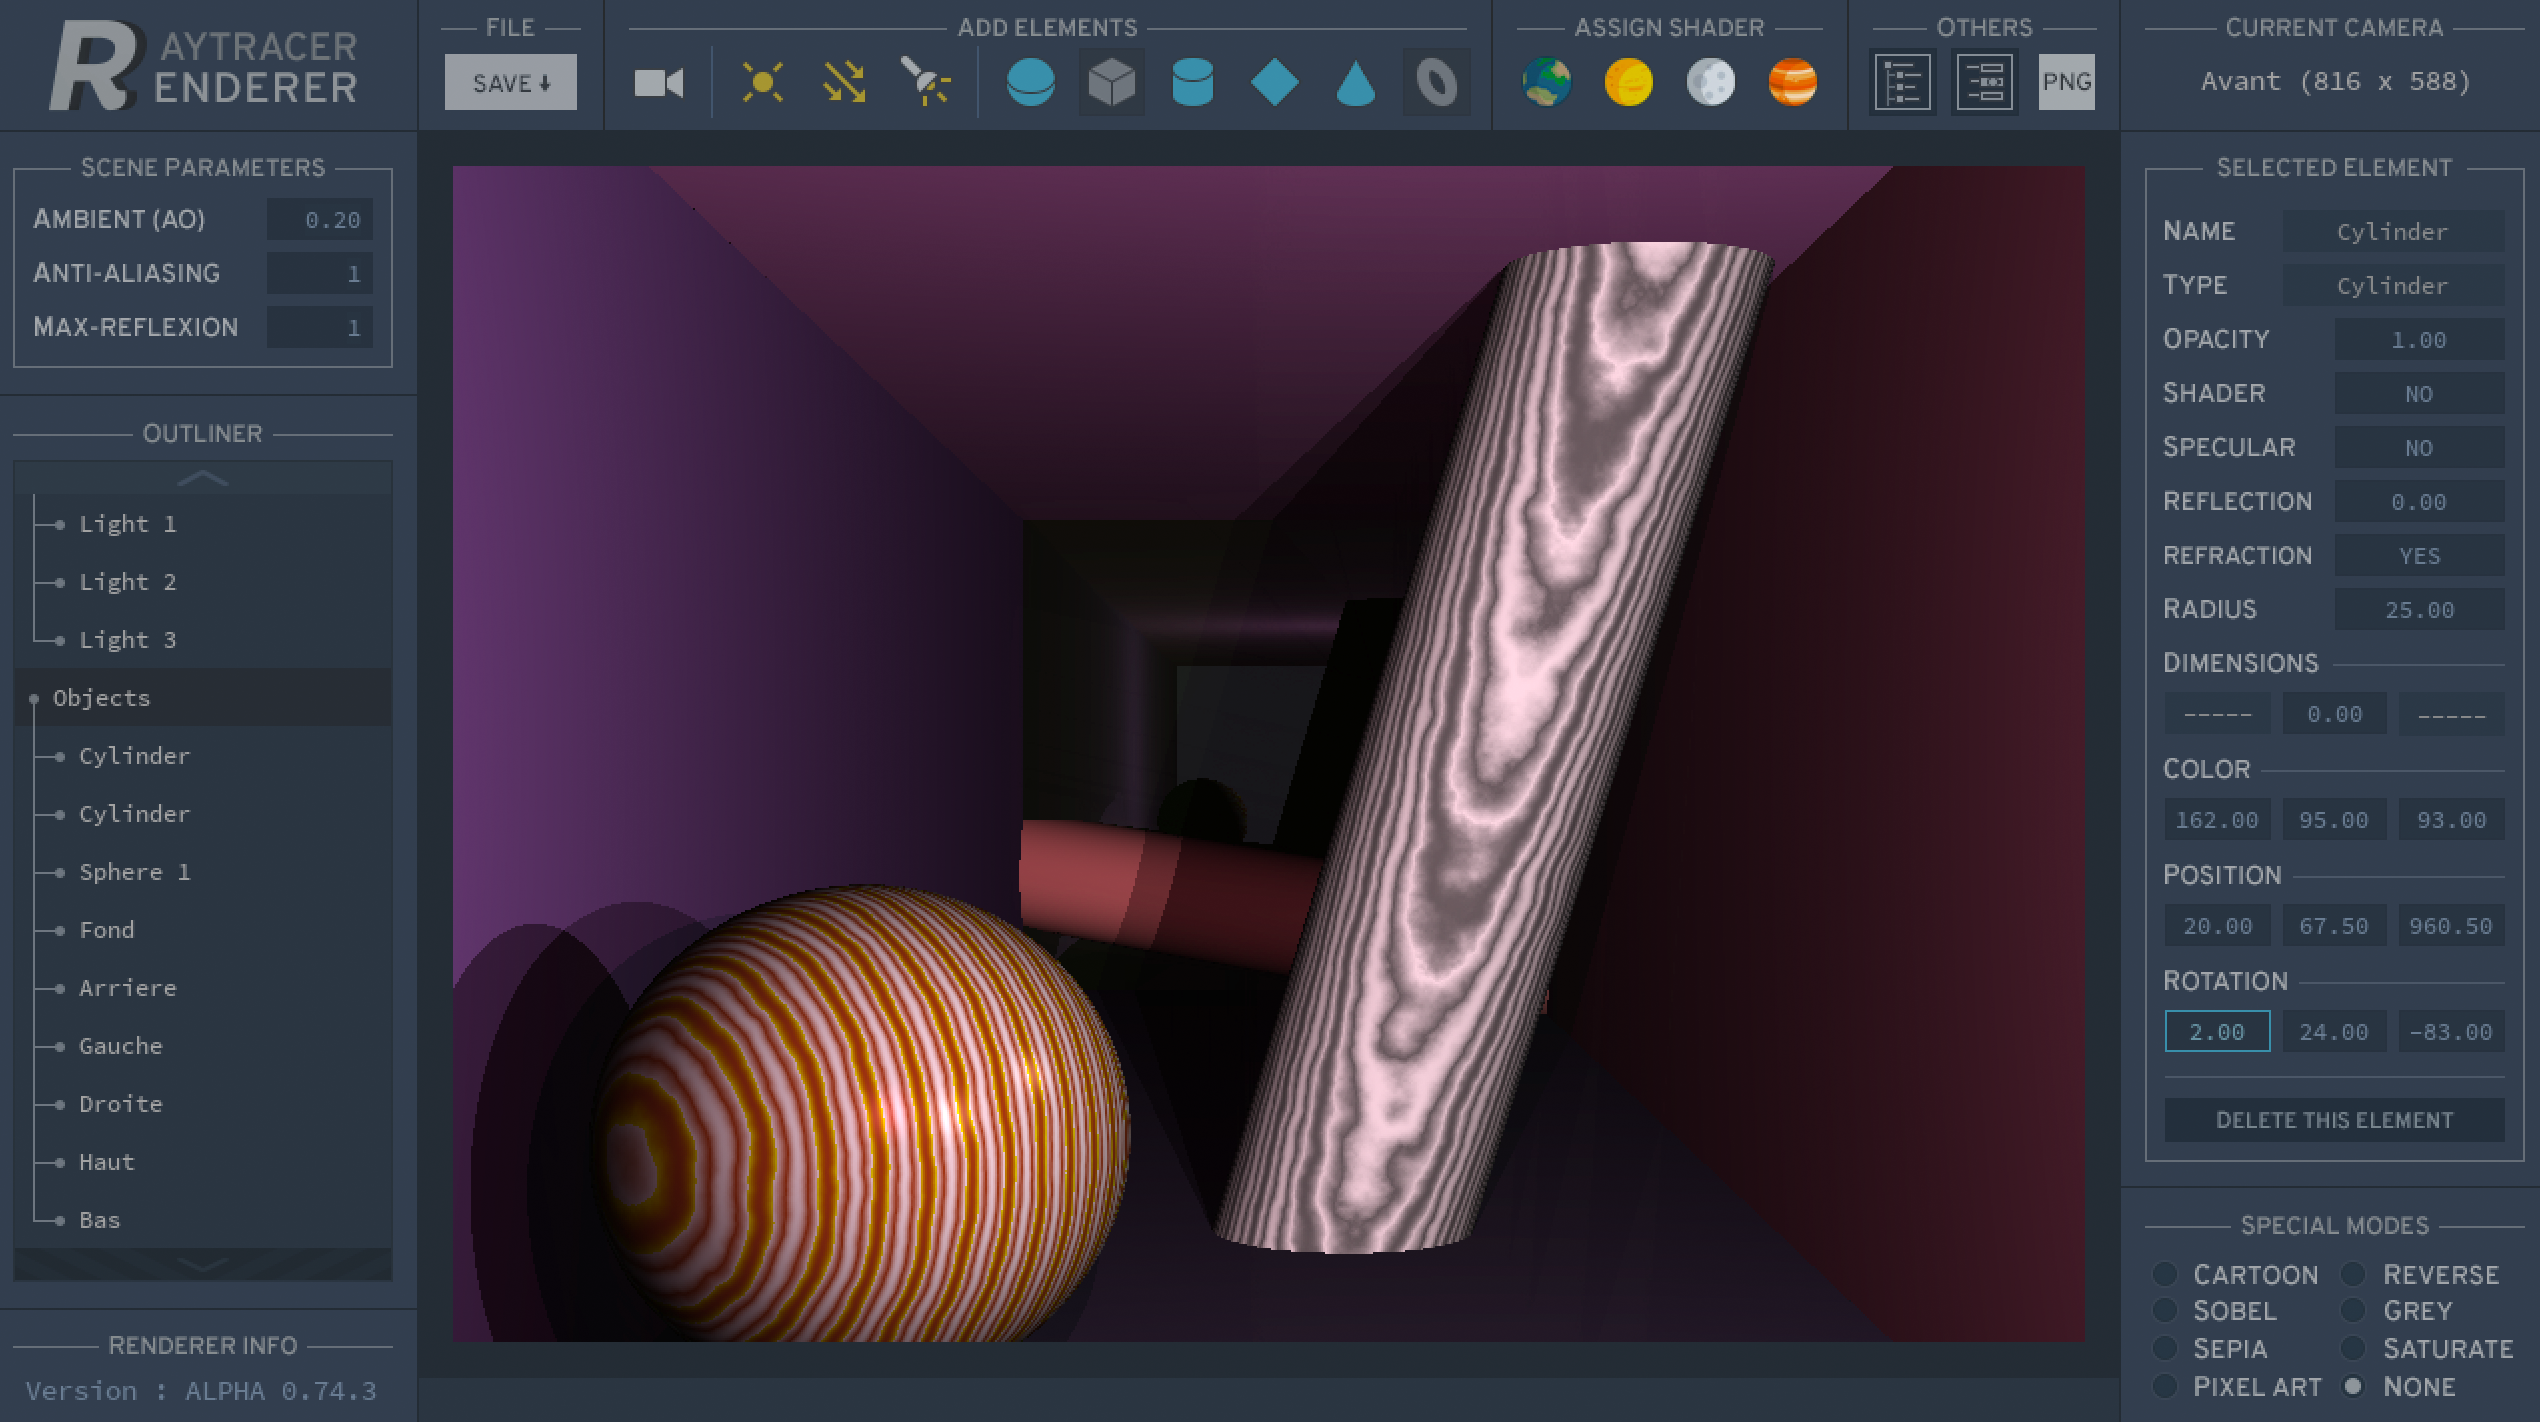 RAYTRACER
RENDERER
FILE
SAVE
ADD ELEMENTS
ASSIGN SHADER
OTHERS
PNG
CURRENT CAMERA
Avant (816 x 588)
SCENE PARAMETERS
AMBIENT (AO) 0.20
ANTI-ALIASING 1
MAX-REFLEXION 1
OUTLINER
Light 1
Light 2
Light 3
Objects
Cylinder
Cylinder
Sphere 1
Fond
Arriere
Gauche
Droite
Haut
Bas
RENDERER INFO
Version : ALPHA 0.74.3
SELECTED ELEMENT
NAME Cylinder
TYPE Cylinder
OPACITY 1.00
SHADER NO
SPECULAR NO
REFLECTION 0.00
REFRACTION YES
RADIUS 25.00
DIMENSIONS
----- 0.00 -----
COLOR
162.00 95.00 93.00
POSITION
20.00 67.50 960.50
ROTATION
2.00 24.00 -83.00
DELETE THIS ELEMENT
SPECIAL MODES
CARTOON REVERSE
SOBEL GREY
SEPIA SATURATE
PIXEL ART NONE